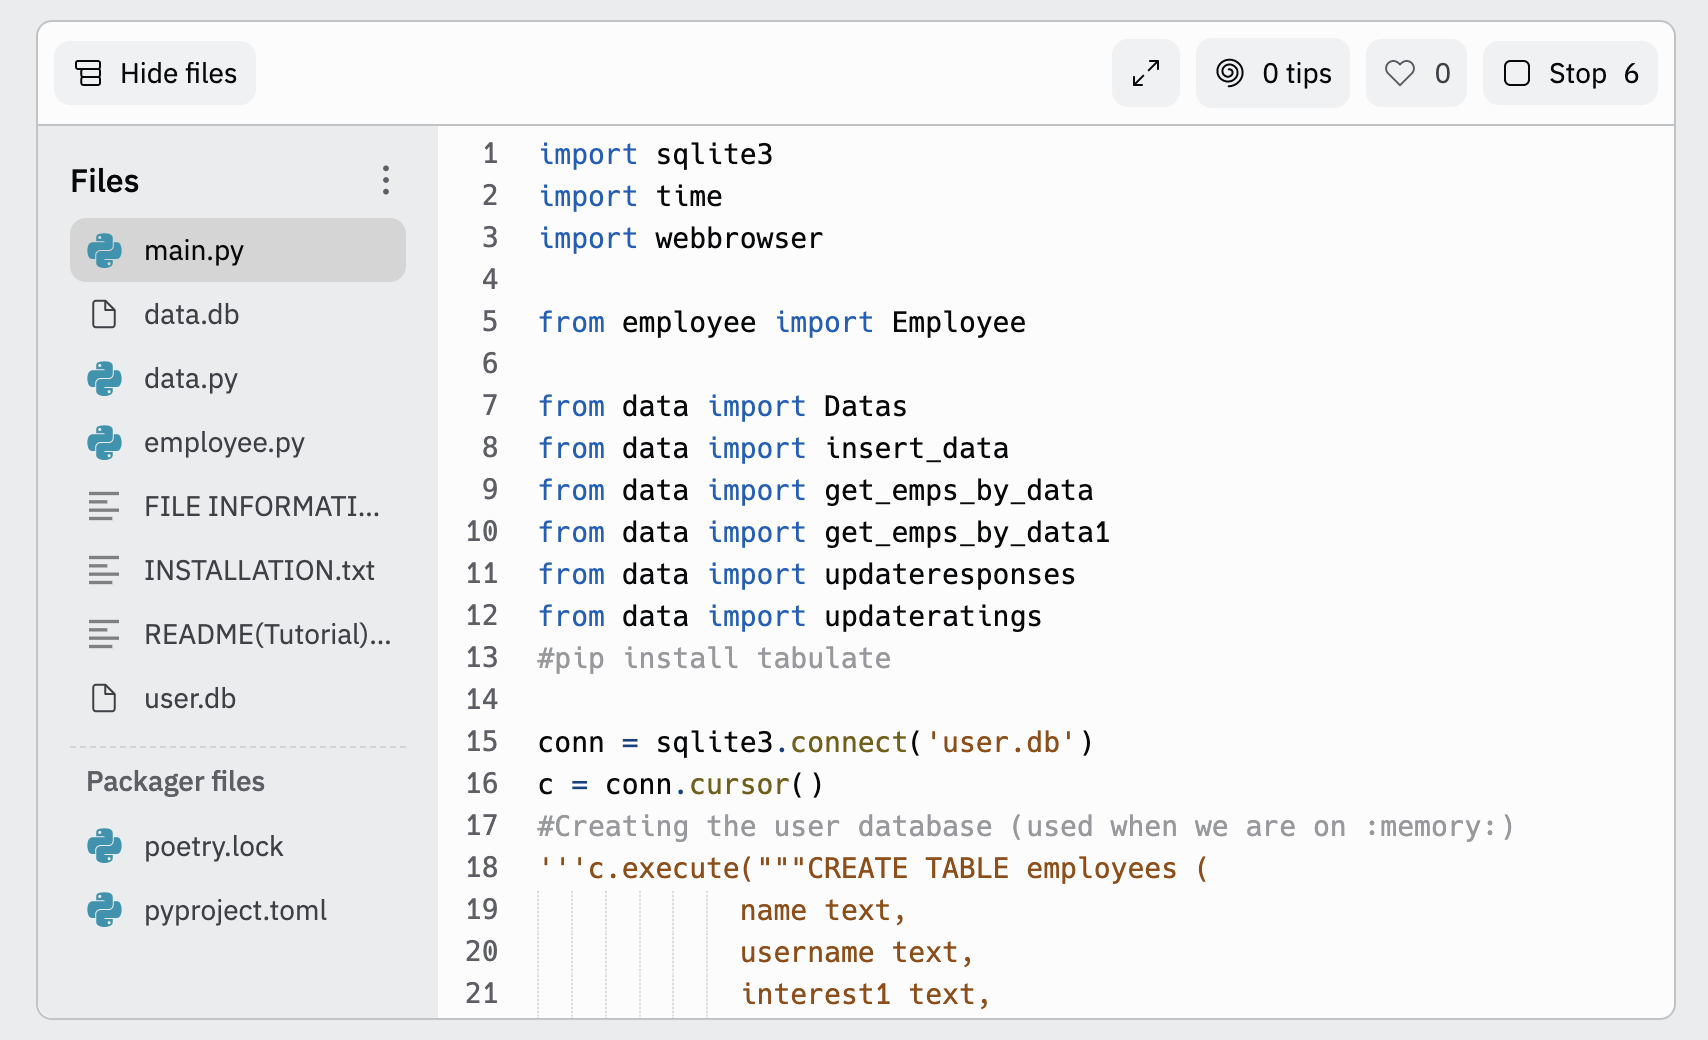 Hide files
0 tips
0
Stop 6
Files
main.py
data.db
data.py
employee.py
FILE INFORMATI...
INSTALLATION.txt
README(Tutorial)...
user.db
Packager files
poetry.lock
pyproject.toml
1 import sqlite3
2 import time
3 import webbrowser
4
5 from employee import Employee
6
7 from data import Datas
8 from data import insert_data
9 from data import get_emps_by_data
10 from data import get_emps_by_data1
11 from data import updateresponses
12 from data import updateratings
13 #pip install tabulate
14
15 conn = sqlite3.connect('user.db')
16 c = conn.cursor()
17 #Creating the user database (used when we are on :memory:)
18 '''c.execute("""CREATE TABLE employees (
19             name text,
20             username text,
21             interest1 text,